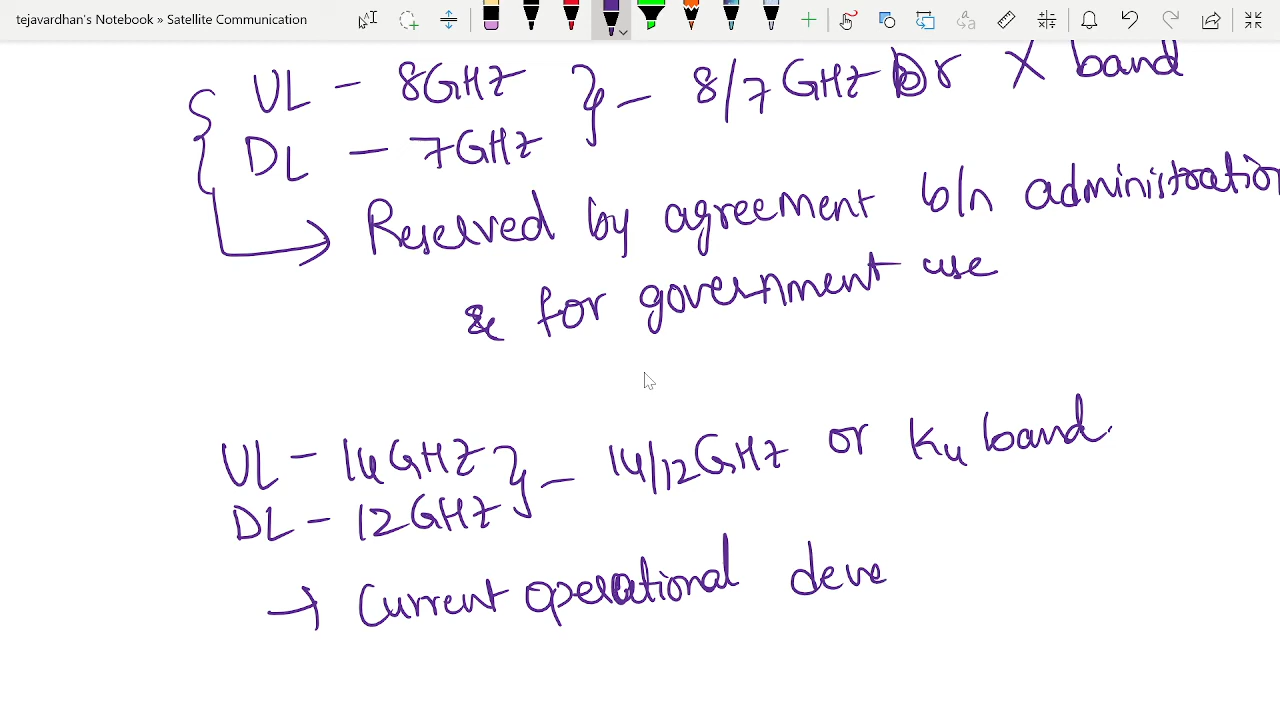 tejavardhan's Notebook » Satellite Communication
UL - 8GHz } - 8/7 GHz Or X band
DL - 7GHz
Reserved by agreement b/n administration
& for government use
UL - 14GHz } - 14/12GHz or Ku band.
DL - 12GHz
→ Current operational deve